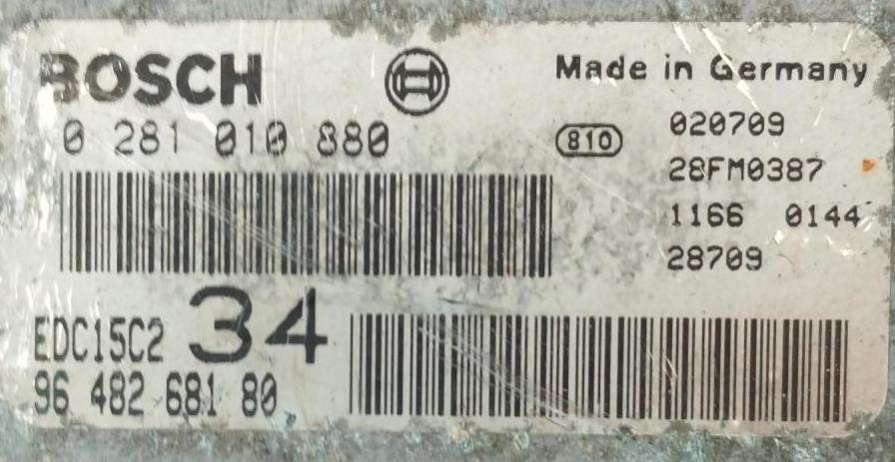 BOSCH
Made in Germany
0 281 010 880
810
020709
28FM0387
1166 0144
28709
EDC15C2 34
96 482 681 80